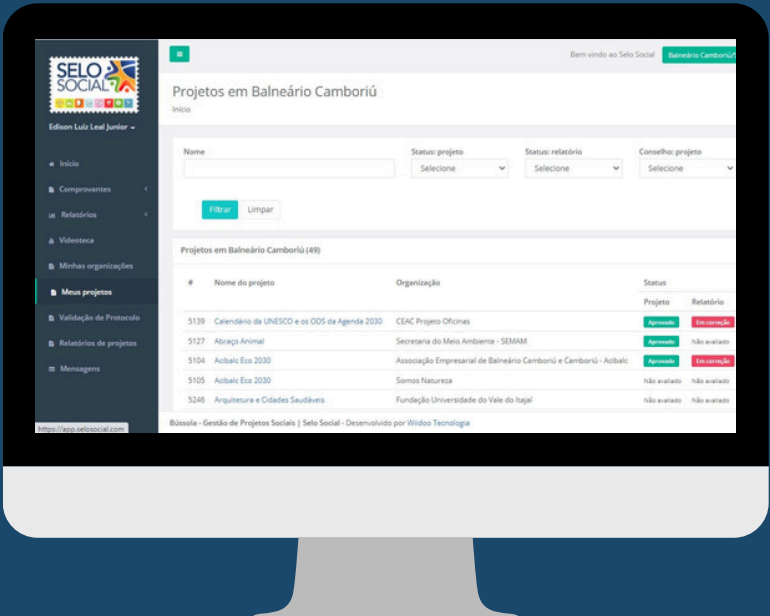 SELO
SOCIAL
Edison Luiz Leal Junior
Início
Comprovantes
Relatórios
Videoteca
Minhas organizações
Meus projetos
Validação de Protocolo
Relatórios de projetos
Mensagens
https://app.selosocial.com
Bem vindo ao Selo Social
Balneário Camboriú
Projetos em Balneário Camboriú
Início
Nome
Status: projeto
Status: relatório
Conselho: projeto
Selecione
Selecione
Selecione
Filtrar
Limpar
Projetos em Balneário Camboriú (49)
# Nome do projeto Organização Status
Projeto Relatório
5139 Calendário da UNESCO e os ODS da Agenda 2030 CEAC Projeto Oficinas Aprovado Em correção
5127 Abraço Animal Secretaria do Meio Ambiente - SEMAM Aprovado Não avaliado
5104 Acibalc Eco 2030 Associação Empresarial de Balneário Camboriú e Camboriú - Acibalc Aprovado Em correção
5105 Acibalc Eco 2030 Somos Natureza Não avaliado Não avaliado
5246 Arquitetura e Cidades Saudáveis Fundação Universidade do Vale do Itajaí Não avaliado Não avaliado
Bússola - Gestão de Projetos Sociais | Selo Social - Desenvolvido por Wiidoo Tecnologia